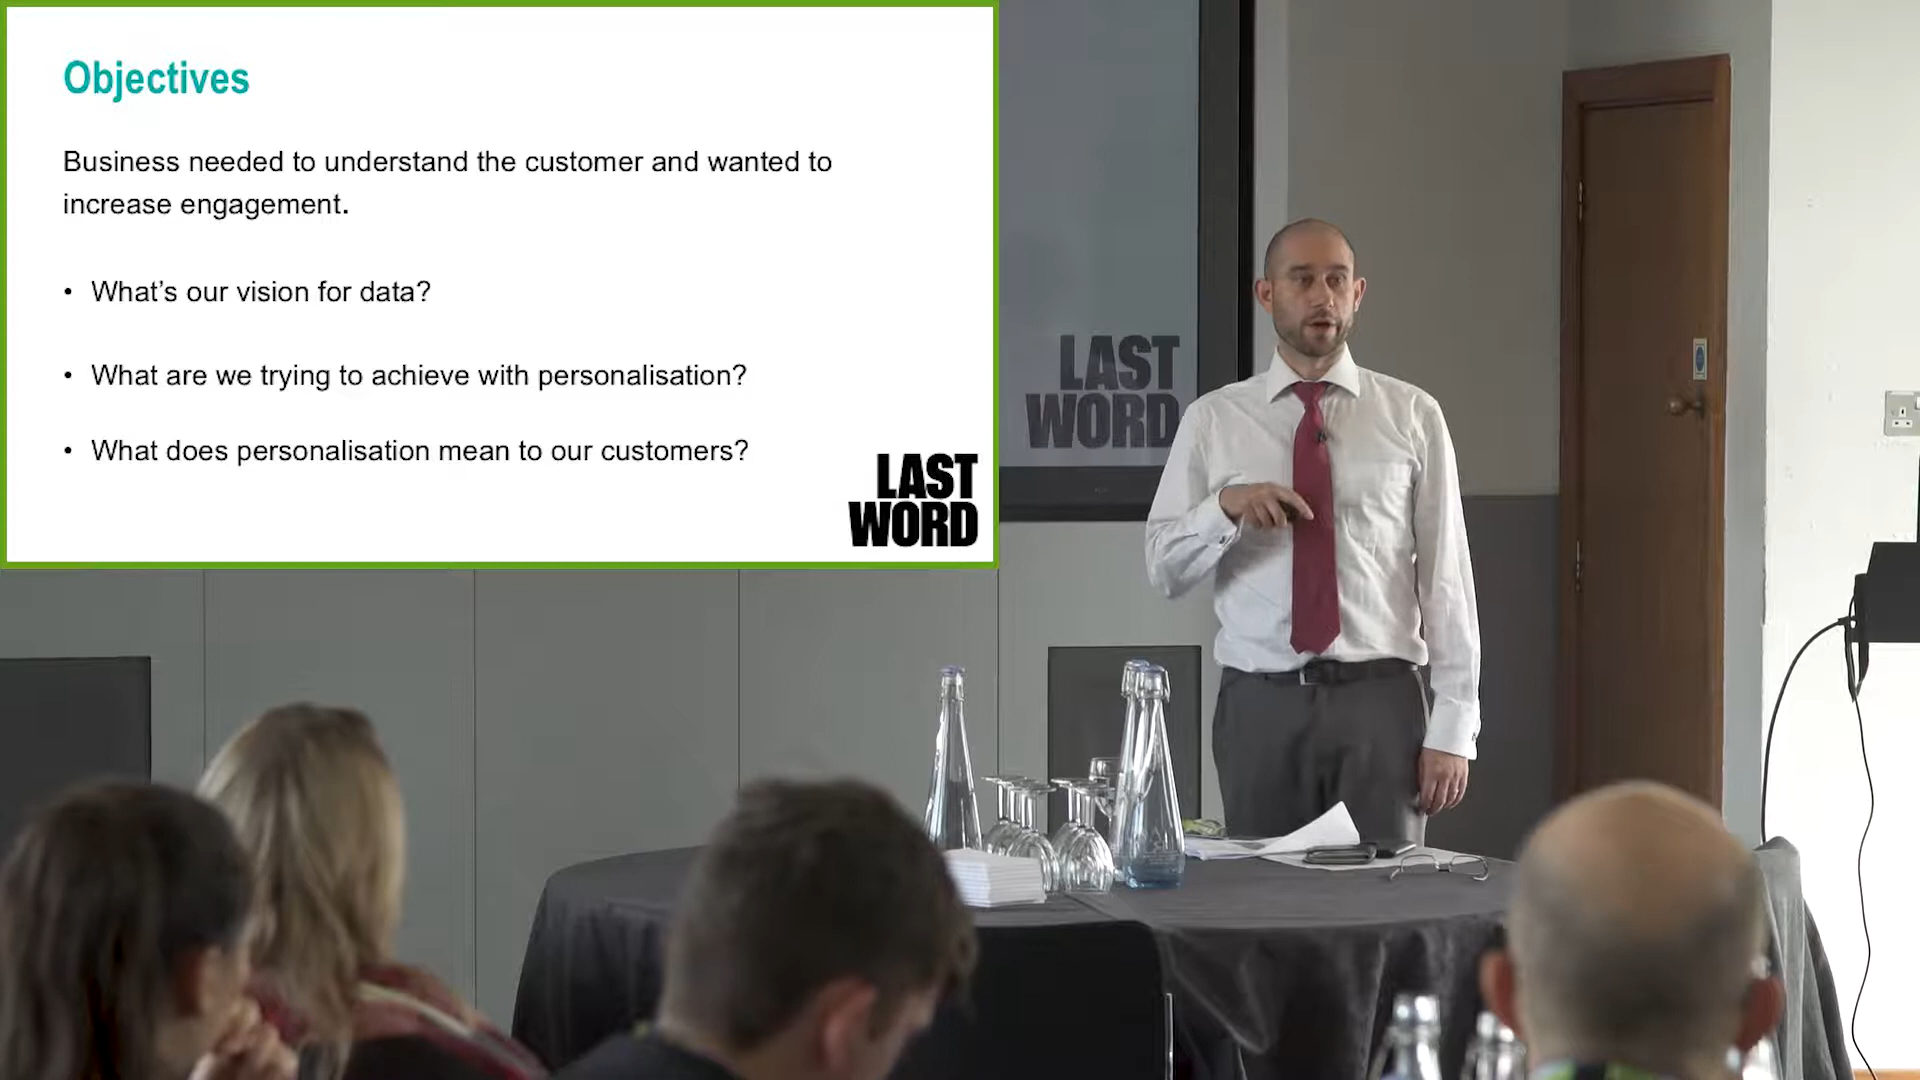 Objectives
Business needed to understand the customer and wanted to
increase engagement.
• What’s our vision for data?
• What are we trying to achieve with personalisation?
• What does personalisation mean to our customers?
LAST
WORD
LAST
WORD